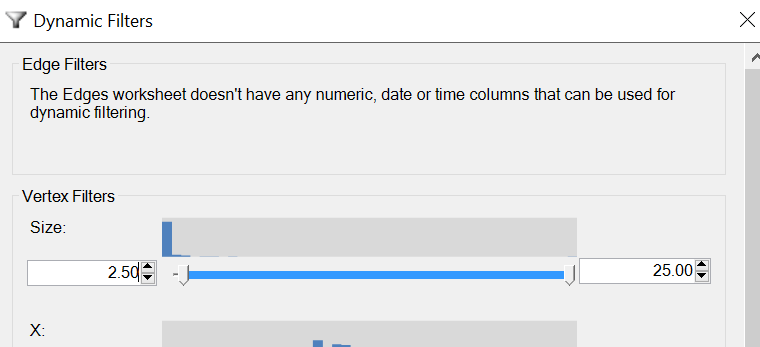 Dynamic Filters
Edge Filters
The Edges worksheet doesn't have any numeric, date or time columns that can be used for
dynamic filtering.
Vertex Filters
Size:
2.50
25.00
X: